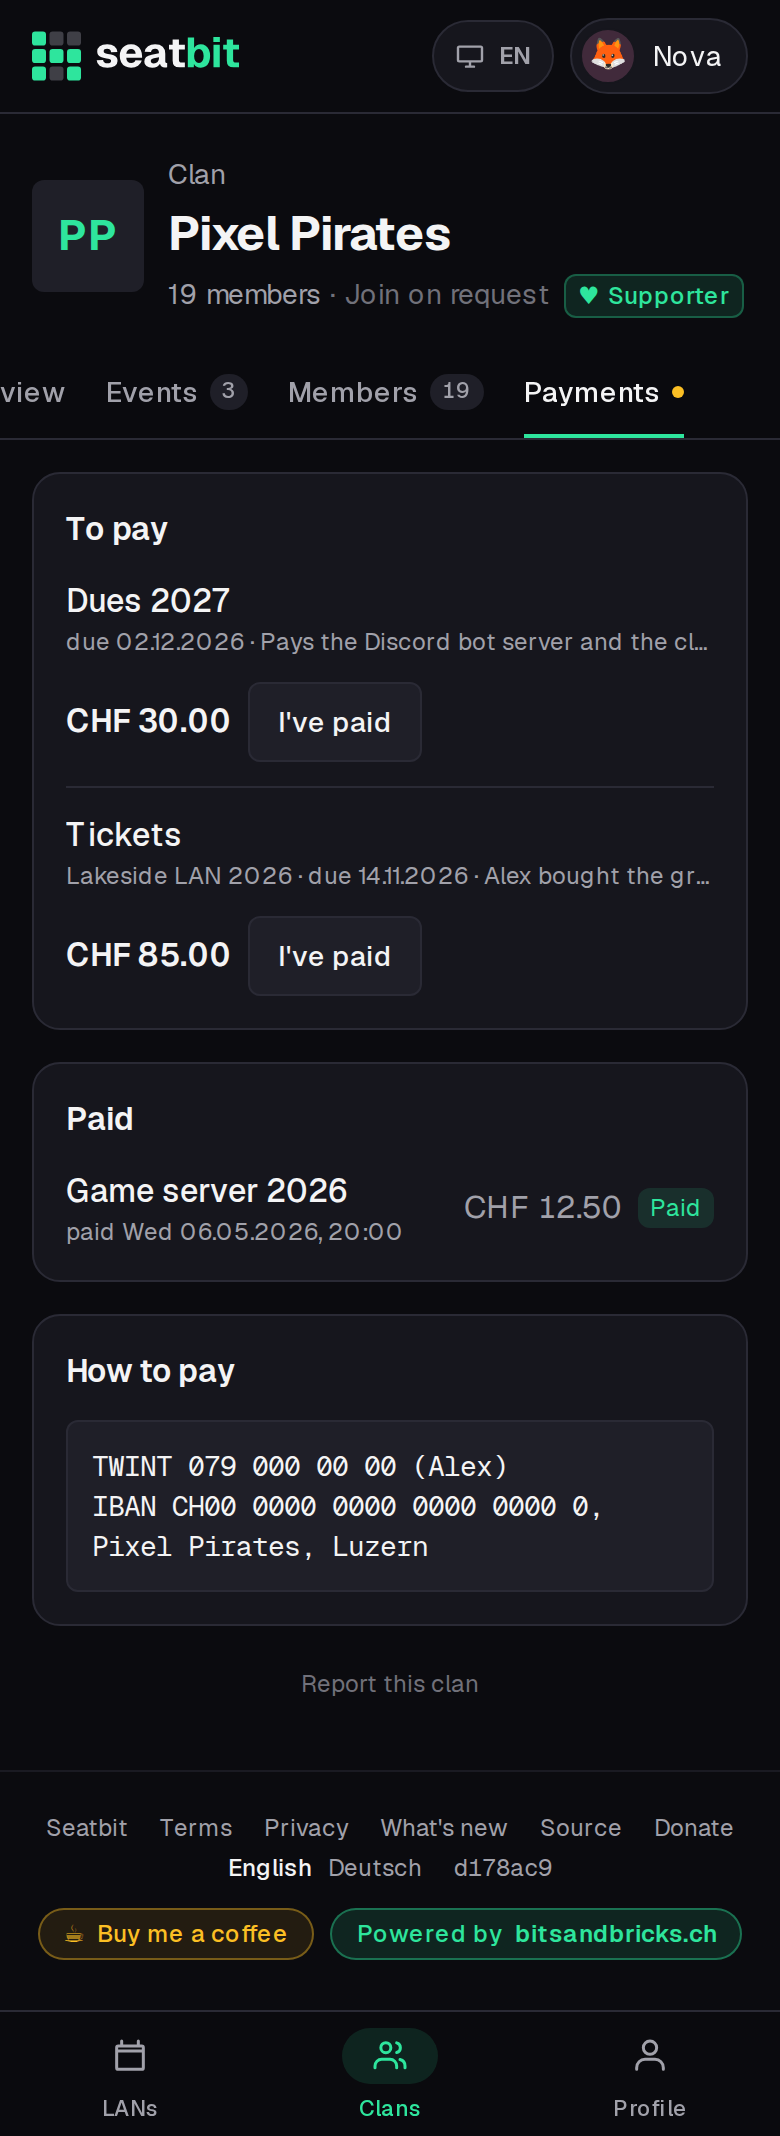 seatbit
EN
Nova
Clan
PP
Pixel Pirates
19 members · Join on request ♥ Supporter
view Events 3 Members 19 Payments
To pay
Dues 2027
due 02.12.2026 · Pays the Discord bot server and the cl...
CHF 30.00 I've paid
Tickets
Lakeside LAN 2026 · due 14.11.2026 · Alex bought the gr...
CHF 85.00 I've paid
Paid
Game server 2026
paid Wed 06.05.2026, 20:00
CHF 12.50 Paid
How to pay
TWINT 079 000 00 00 (Alex)
IBAN CH00 0000 0000 0000 0000 0,
Pixel Pirates, Luzern
Report this clan
Seatbit Terms Privacy What's new Source Donate
English Deutsch d178ac9
☕ Buy me a coffee Powered by bitsandbricks.ch
LANs Clans Profile